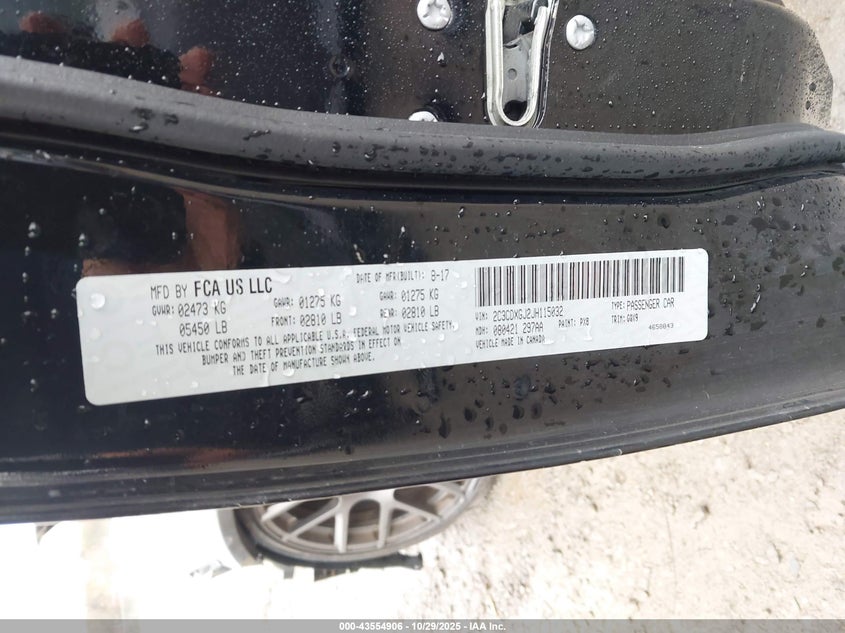 MFD BY FCA US LLC
DATE OF MFR(BUILT): 8-17
GVWR: 02473 KG GAWR: 01275 KG GAWR: 01275 KG
05450 LB FRONT: 02810 LB REAR: 02810 LB
THIS VEHICLE CONFORMS TO ALL APPLICABLE U.S.A. FEDERAL MOTOR VEHICLE SAFETY,
BUMPER AND THEFT PREVENTION STANDARDS IN EFFECT ON
THE DATE OF MANUFACTURE SHOWN ABOVE.
VIN: 2C3CDXGJ2JH115032 TYPE: PASSENGER CAR
MDH: 080421 297AA PAINT: PX8 TRIM: G8X9
VEHICLE MADE IN CANADA 4658843
000-43554906 - 10/29/2025 - IAA Inc.